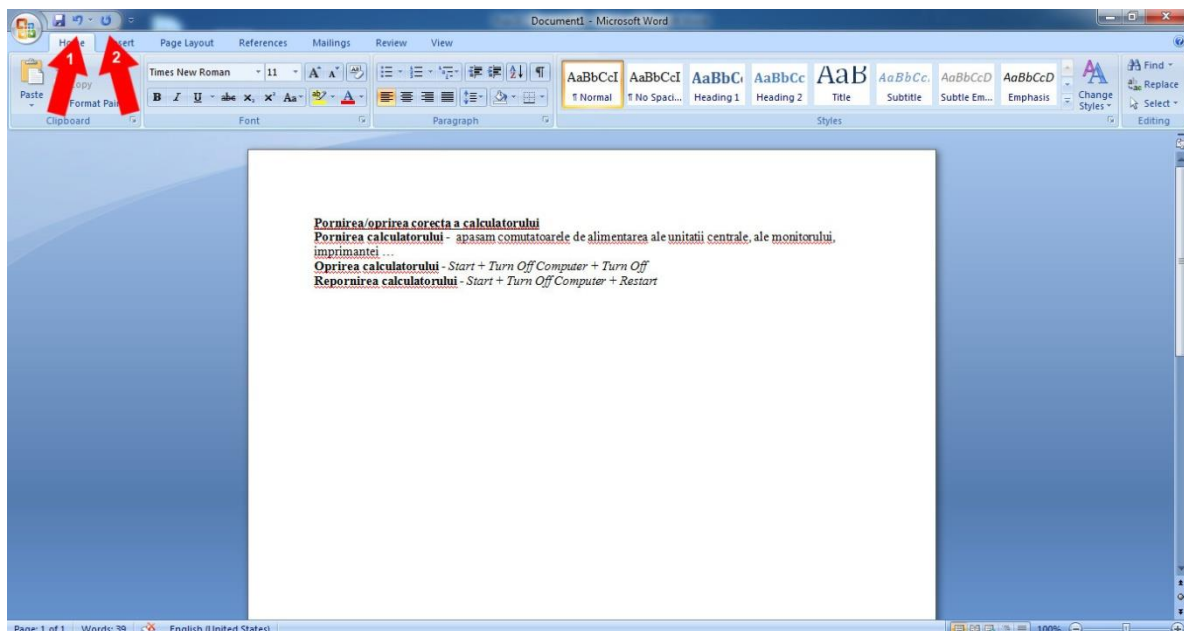 Document1 - Microsoft Word
Page Layout References Mailings Review View
1 2
Paste
Copy
Format
Clipboard
Times New Roman 11
B I U abe x₂ x² Aa
Font
Paragraph
AaBbCcI AaBbCcI AaBbC AaBbCc AaB AaBbCc. AaBbCcD AaBbCcD
¶ Normal ¶ No Spaci... Heading 1 Heading 2 Title Subtitle Subtle Em... Emphasis
Change
Styles
Styles
Find
Replace
Select
Editing
Pornirea/oprirea corecta a calculatorului
Pornirea calculatorului - apasam comutatoarele de alimentarea ale unitatii centrale, ale monitorului,
imprimantei …
Oprirea calculatorului - Start + Turn Off Computer + Turn Off
Repornirea calculatorului - Start + Turn Off Computer + Restart
Page: 1 of 1 Words: 39 English (United States) 100%